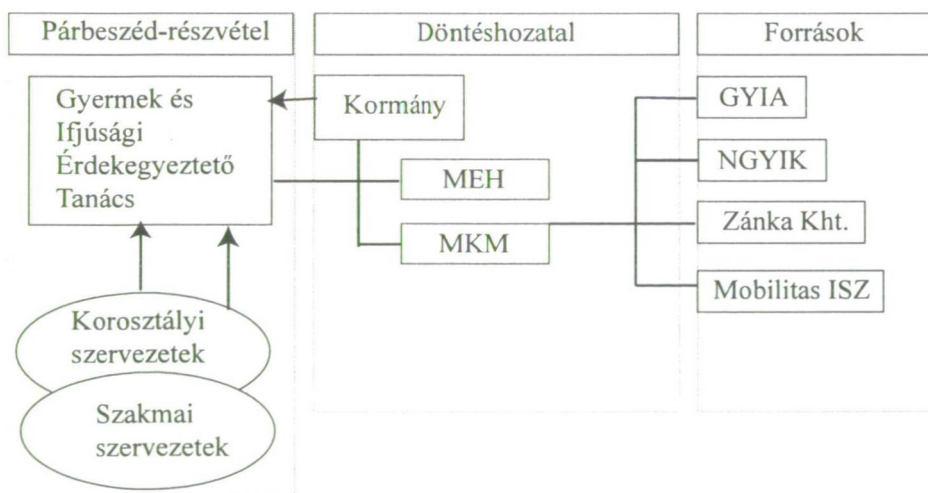 Párbeszéd-részvétel
Döntéshozatal
Források
Gyermek és
Ifjúsági
Érdekegyeztető
Tanács
Kormány
MEH
MKM
GYIA
NGYIK
Zánka Kht.
Mobilitas ISZ
Korosztályi
szervezetek
Szakmai
szervezetek